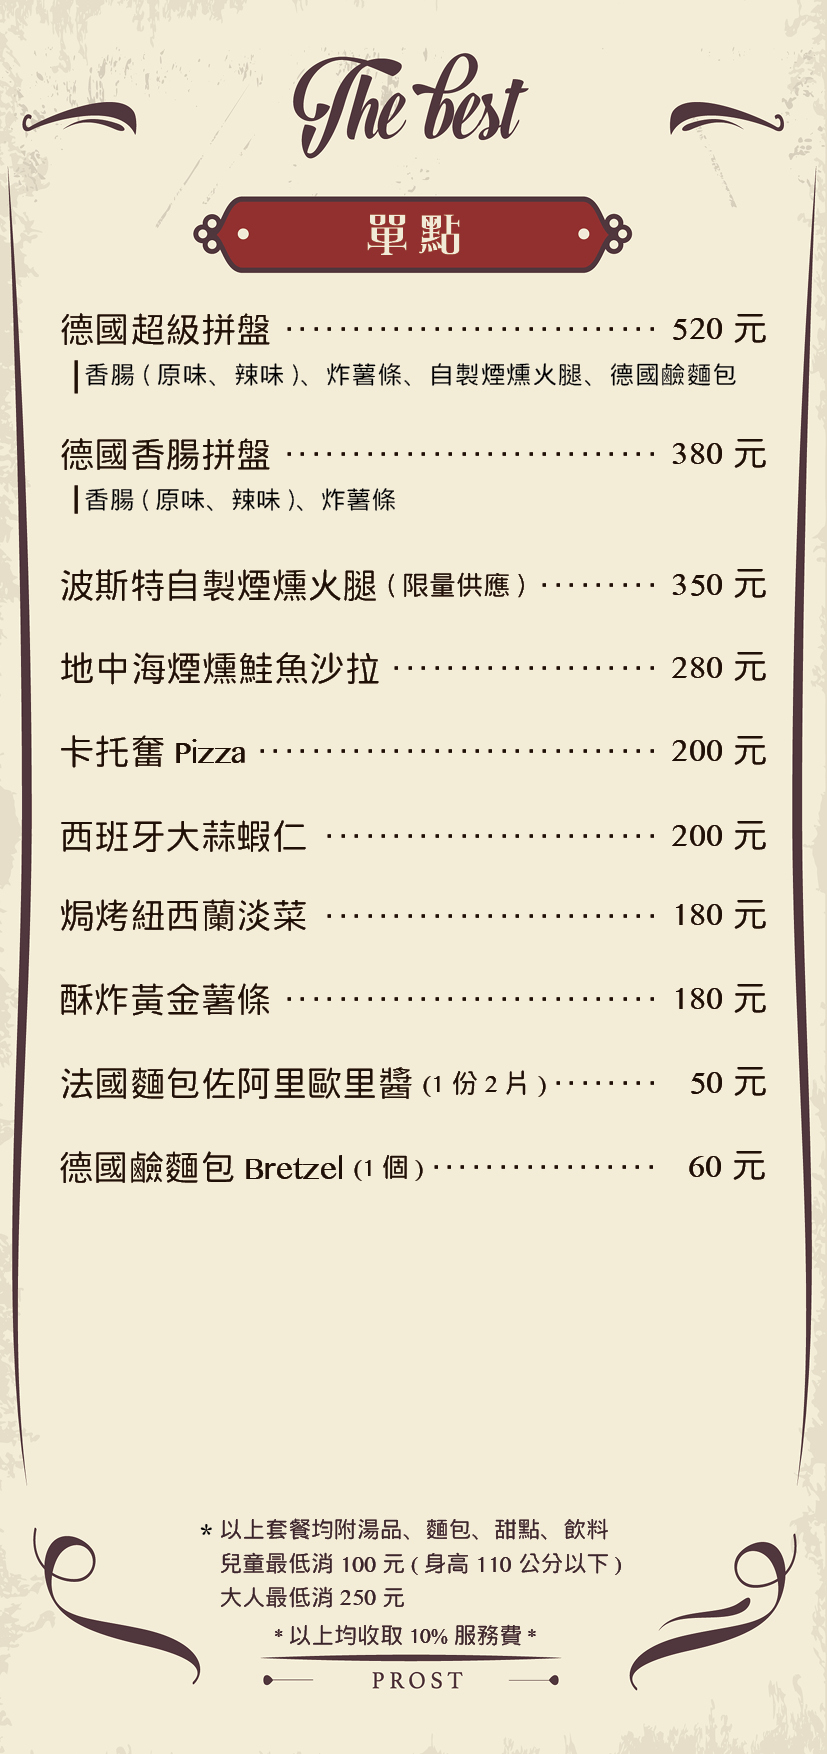 The best
單點
德國超級拼盤 ···························· 520 元
香腸 ( 原味、辣味 )、炸薯條、自製煙燻火腿、德國鹼麵包
德國香腸拼盤 ···························· 380 元
香腸 ( 原味、辣味 )、炸薯條
波斯特自製煙燻火腿 ( 限量供應 ) ········· 350 元
地中海煙燻鮭魚沙拉 ···················· 280 元
卡托奮 Pizza ······························ 200 元
西班牙大蒜蝦仁 ························· 200 元
焗烤紐西蘭淡菜 ························· 180 元
酥炸黃金薯條 ···························· 180 元
法國麵包佐阿里歐里醬 (1 份 2 片 ) ········ 50 元
德國鹼麵包 Bretzel (1 個 ) ················· 60 元
* 以上套餐均附湯品、麵包、甜點、飲料
兒童最低消 100 元 ( 身高 110 公分以下 )
大人最低消 250 元
* 以上均收取 10% 服務費 *
PROST